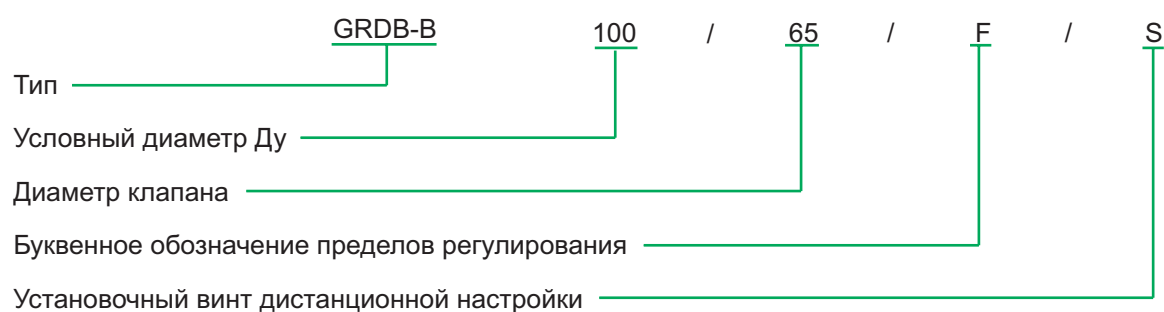 GRDB-B 100 / 65 / F / S
Тип
Условный диаметр Ду
Диаметр клапана
Буквенное обозначение пределов регулирования
Установочный винт дистанционной настройки